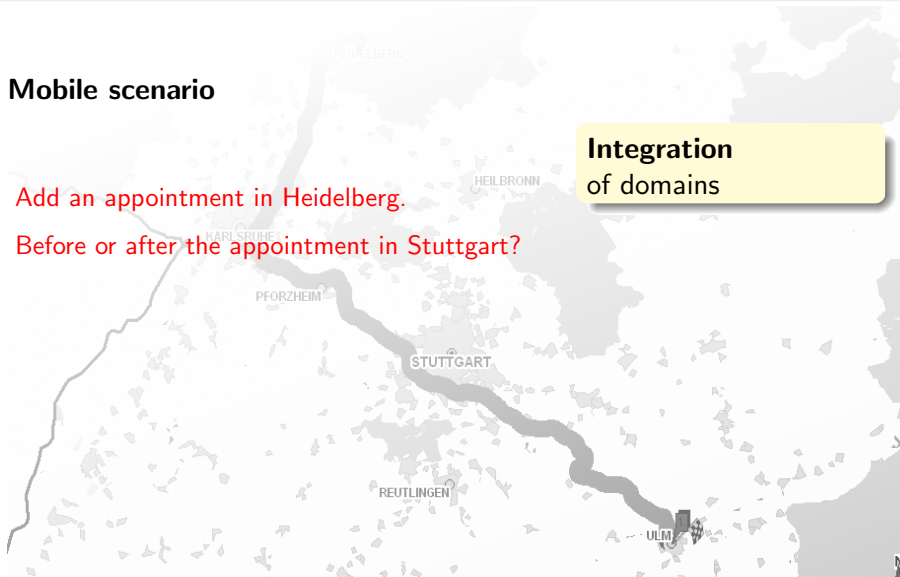 HEIDELBERG
Mobile scenario
Integration
of domains
HEILBRONN
Add an appointment in Heidelberg.
KARLSRUHE
Before or after the appointment in Stuttgart?
PFORZHEIM
STUTTGART
REUTLINGEN
ULM